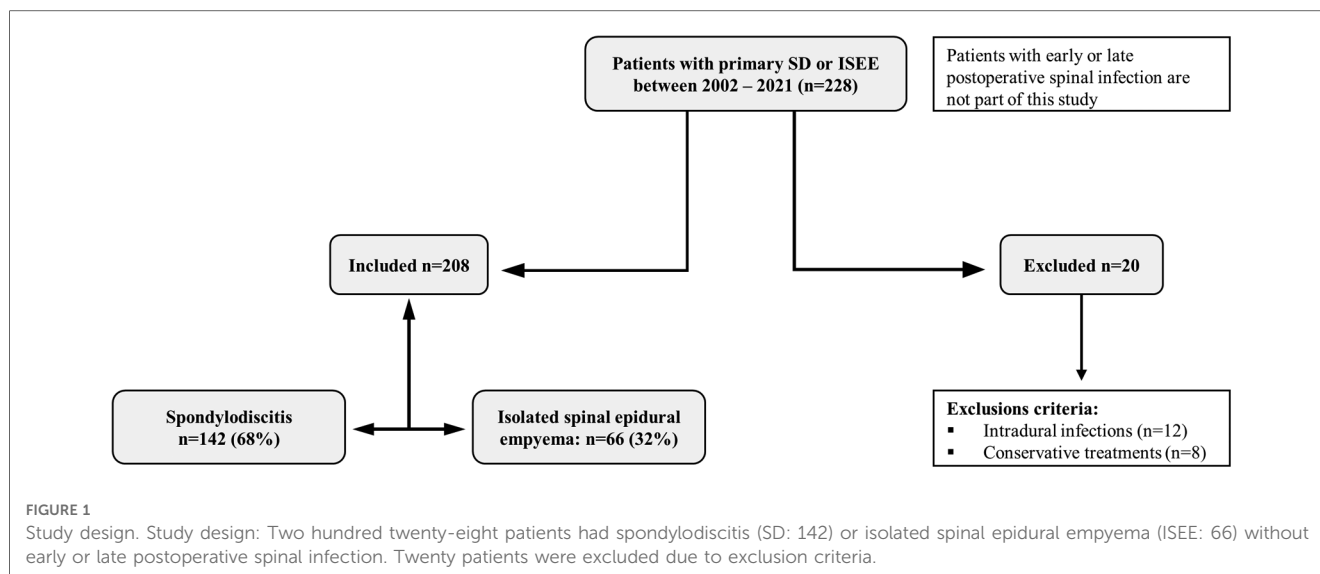 Patients with primary SD or ISEE
between 2002 – 2021 (n=228)
Patients with early or late
postoperative spinal infection are
not part of this study
Included n=208
Excluded n=20
Spondylodiscitis
n=142 (68%)
Isolated spinal epidural
empyema: n=66 (32%)
Exclusions criteria:
▪ Intradural infections (n=12)
▪ Conservative treatments (n=8)
FIGURE 1
Study design. Study design: Two hundred twenty-eight patients had spondylodiscitis (SD: 142) or isolated spinal epidural empyema (ISEE: 66) without
early or late postoperative spinal infection. Twenty patients were excluded due to exclusion criteria.